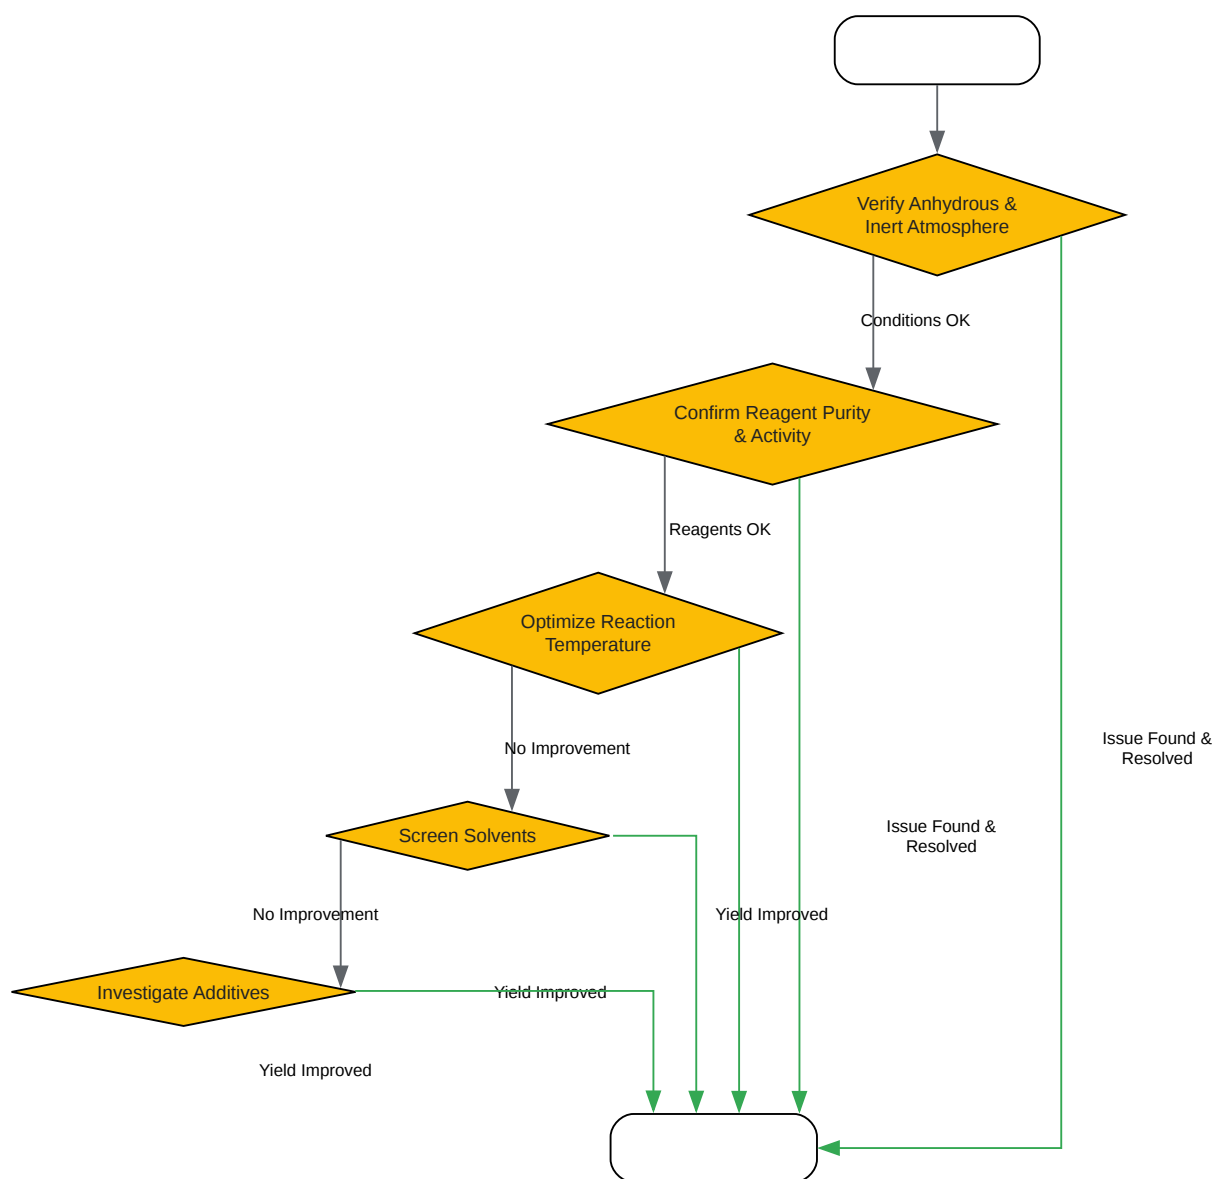 Verify Anhydrous &
Inert Atmosphere
Conditions OK
Confirm Reagent Purity
& Activity
Reagents OK
Optimize Reaction
Temperature
No Improvement
Issue Found &
Resolved
Issue Found &
Resolved
Screen Solvents
No Improvement
Yield Improved
Investigate Additives
Yield Improved
Yield Improved